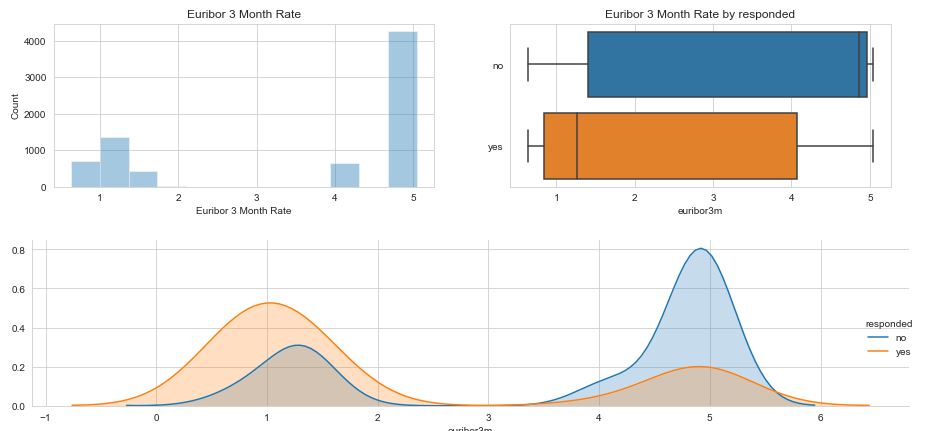 Euribor 3 Month Rate
4000
3000
2000
1000
0
Count
1 2 3 4 5
Euribor 3 Month Rate
Euribor 3 Month Rate by responded
no
yes
1 2 3 4 5
euribor3m
0.8
0.6
0.4
0.2
0.0
−1 0 1 2 3 4 5 6
euribor3m
responded
no
yes